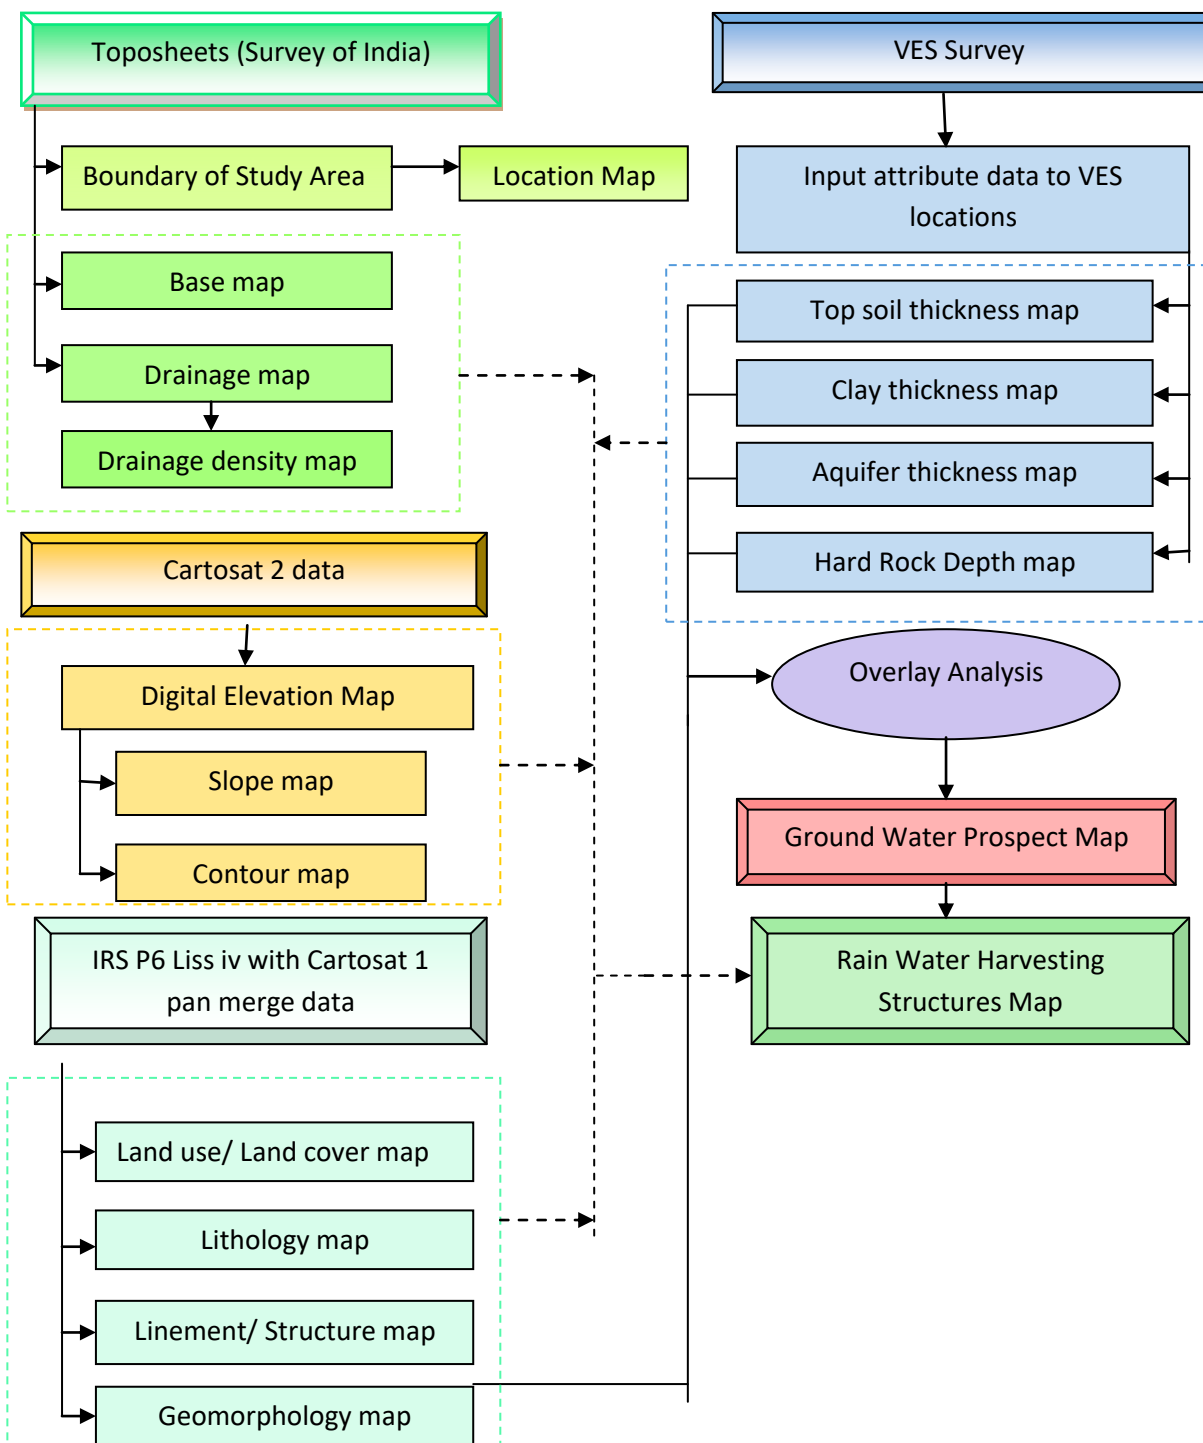 Toposheets (Survey of India)
Boundary of Study Area
Location Map
Base map
Drainage map
Drainage density map
Cartosat 2 data
Digital Elevation Map
Slope map
Contour map
IRS P6 Liss iv with Cartosat 1
pan merge data
Land use/ Land cover map
Lithology map
Linement/ Structure map
Geomorphology map
VES Survey
Input attribute data to VES
locations
Top soil thickness map
Clay thickness map
Aquifer thickness map
Hard Rock Depth map
Overlay Analysis
Ground Water Prospect Map
Rain Water Harvesting
Structures Map